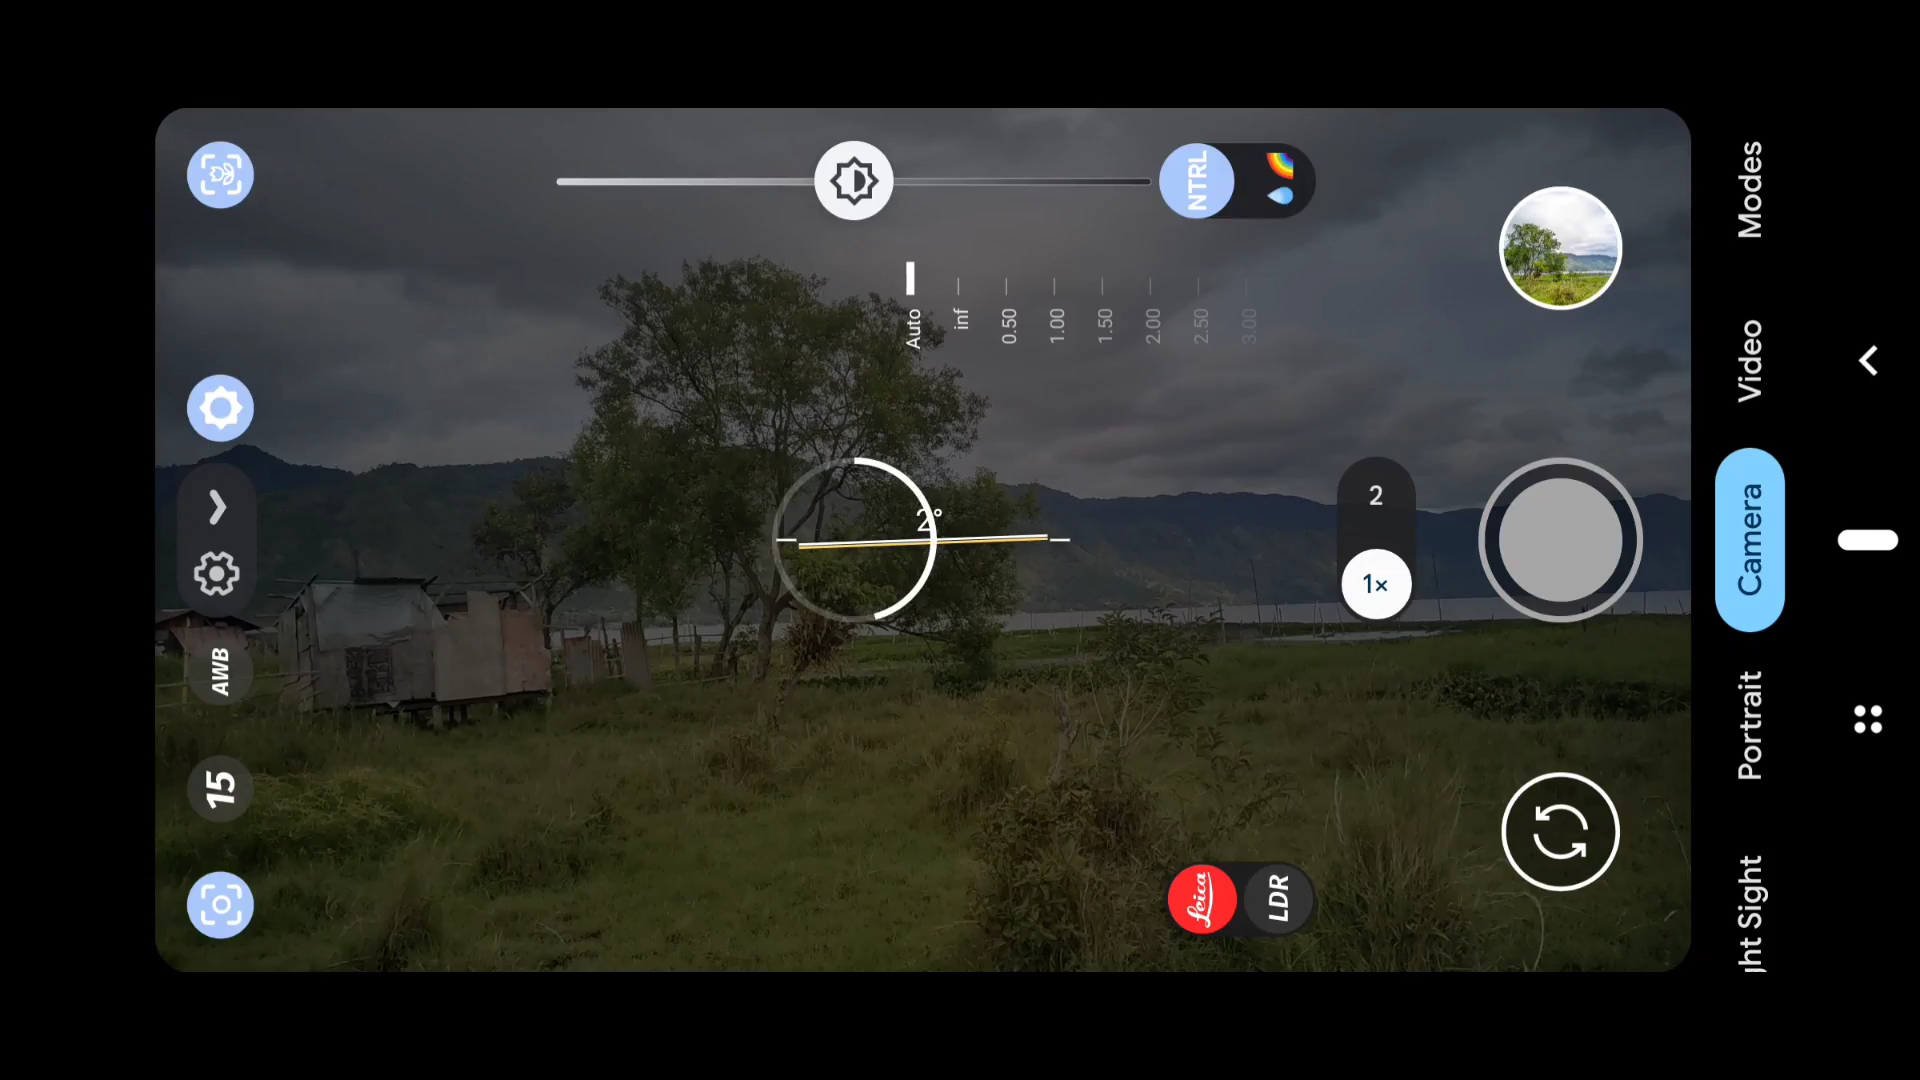 NTRL
Auto
inf
0.50
1.00
1.50
2.00
2.50
3.00
2°
2
1×
AWB
15
Leica
LDR
Modes
Video
Camera
Portrait
ght Sight